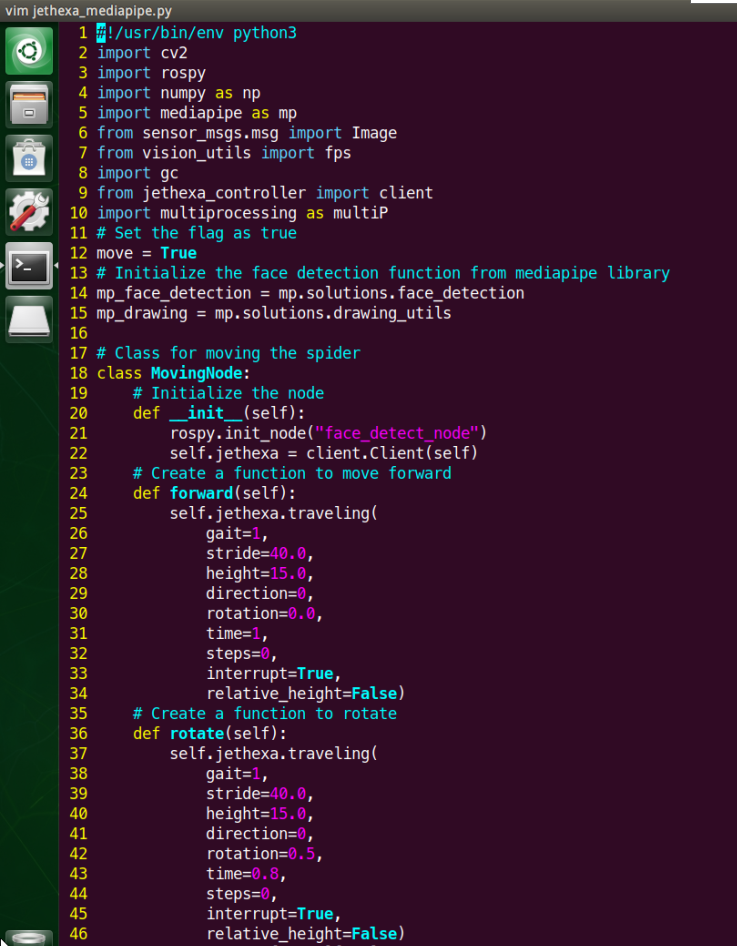 vim jethexa_mediapipe.py
1 #!/usr/bin/env python3
2 import cv2
3 import rospy
4 import numpy as np
5 import mediapipe as mp
6 from sensor_msgs.msg import Image
7 from vision_utils import fps
8 import gc
9 from jethexa_controller import client
10 import multiprocessing as multiP
11 # Set the flag as true
12 move = True
13 # Initialize the face detection function from mediapipe library
14 mp_face_detection = mp.solutions.face_detection
15 mp_drawing = mp.solutions.drawing_utils
16
17 # Class for moving the spider
18 class MovingNode:
19     # Initialize the node
20     def __init__(self):
21         rospy.init_node("face_detect_node")
22         self.jethexa = client.Client(self)
23     # Create a function to move forward
24     def forward(self):
25         self.jethexa.traveling(
26             gait=1,
27             stride=40.0,
28             height=15.0,
29             direction=0,
30             rotation=0.0,
31             time=1,
32             steps=0,
33             interrupt=True,
34             relative_height=False)
35     # Create a function to rotate
36     def rotate(self):
37         self.jethexa.traveling(
38             gait=1,
39             stride=40.0,
40             height=15.0,
41             direction=0,
42             rotation=0.5,
43             time=0.8,
44             steps=0,
45             interrupt=True,
46             relative_height=False)